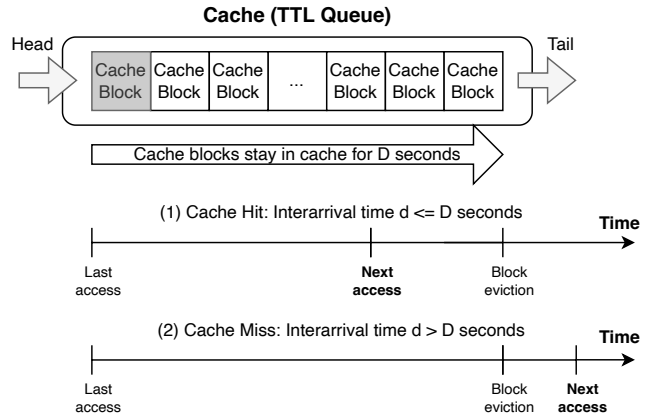 Cache (TTL Queue)
Head
Tail
Cache Block
Cache Block
Cache Block
...
Cache Block
Cache Block
Cache Block
Cache blocks stay in cache for D seconds
(1) Cache Hit: Interarrival time d <= D seconds
Time
Last access
Next access
Block eviction
(2) Cache Miss: Interarrival time d > D seconds
Time
Last access
Block eviction
Next access